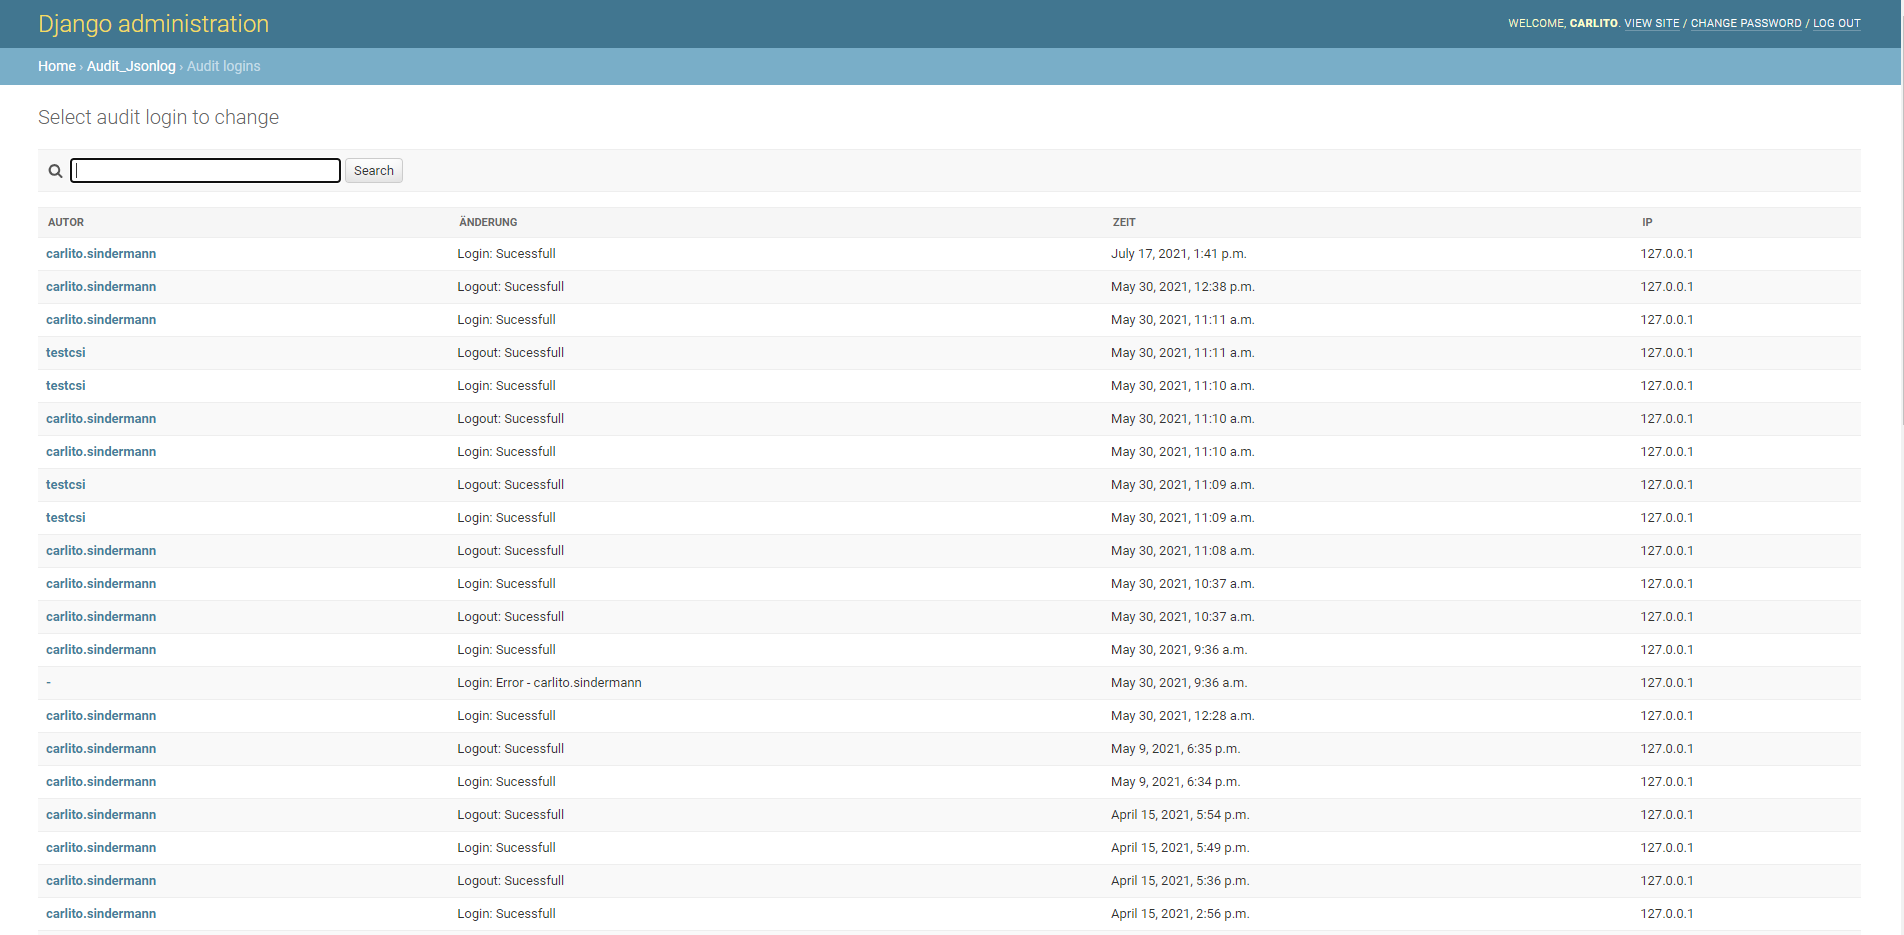 Django administration
WELCOME, CARLITO. VIEW SITE / CHANGE PASSWORD / LOG OUT
Home › Audit_Jsonlog › Audit logins
Select audit login to change
Search
AUTOR ÄNDERUNG ZEIT IP
carlito.sindermann Login: Sucessfull July 17, 2021, 1:41 p.m. 127.0.0.1
carlito.sindermann Logout: Sucessfull May 30, 2021, 12:38 p.m. 127.0.0.1
carlito.sindermann Login: Sucessfull May 30, 2021, 11:11 a.m. 127.0.0.1
testcsi Logout: Sucessfull May 30, 2021, 11:11 a.m. 127.0.0.1
testcsi Login: Sucessfull May 30, 2021, 11:10 a.m. 127.0.0.1
carlito.sindermann Logout: Sucessfull May 30, 2021, 11:10 a.m. 127.0.0.1
carlito.sindermann Login: Sucessfull May 30, 2021, 11:10 a.m. 127.0.0.1
testcsi Logout: Sucessfull May 30, 2021, 11:09 a.m. 127.0.0.1
testcsi Login: Sucessfull May 30, 2021, 11:09 a.m. 127.0.0.1
carlito.sindermann Logout: Sucessfull May 30, 2021, 11:08 a.m. 127.0.0.1
carlito.sindermann Login: Sucessfull May 30, 2021, 10:37 a.m. 127.0.0.1
carlito.sindermann Logout: Sucessfull May 30, 2021, 10:37 a.m. 127.0.0.1
carlito.sindermann Login: Sucessfull May 30, 2021, 9:36 a.m. 127.0.0.1
- Login: Error - carlito.sindermann May 30, 2021, 9:36 a.m. 127.0.0.1
carlito.sindermann Login: Sucessfull May 30, 2021, 12:28 a.m. 127.0.0.1
carlito.sindermann Logout: Sucessfull May 9, 2021, 6:35 p.m. 127.0.0.1
carlito.sindermann Login: Sucessfull May 9, 2021, 6:34 p.m. 127.0.0.1
carlito.sindermann Logout: Sucessfull April 15, 2021, 5:54 p.m. 127.0.0.1
carlito.sindermann Login: Sucessfull April 15, 2021, 5:49 p.m. 127.0.0.1
carlito.sindermann Logout: Sucessfull April 15, 2021, 5:36 p.m. 127.0.0.1
carlito.sindermann Login: Sucessfull April 15, 2021, 2:56 p.m. 127.0.0.1